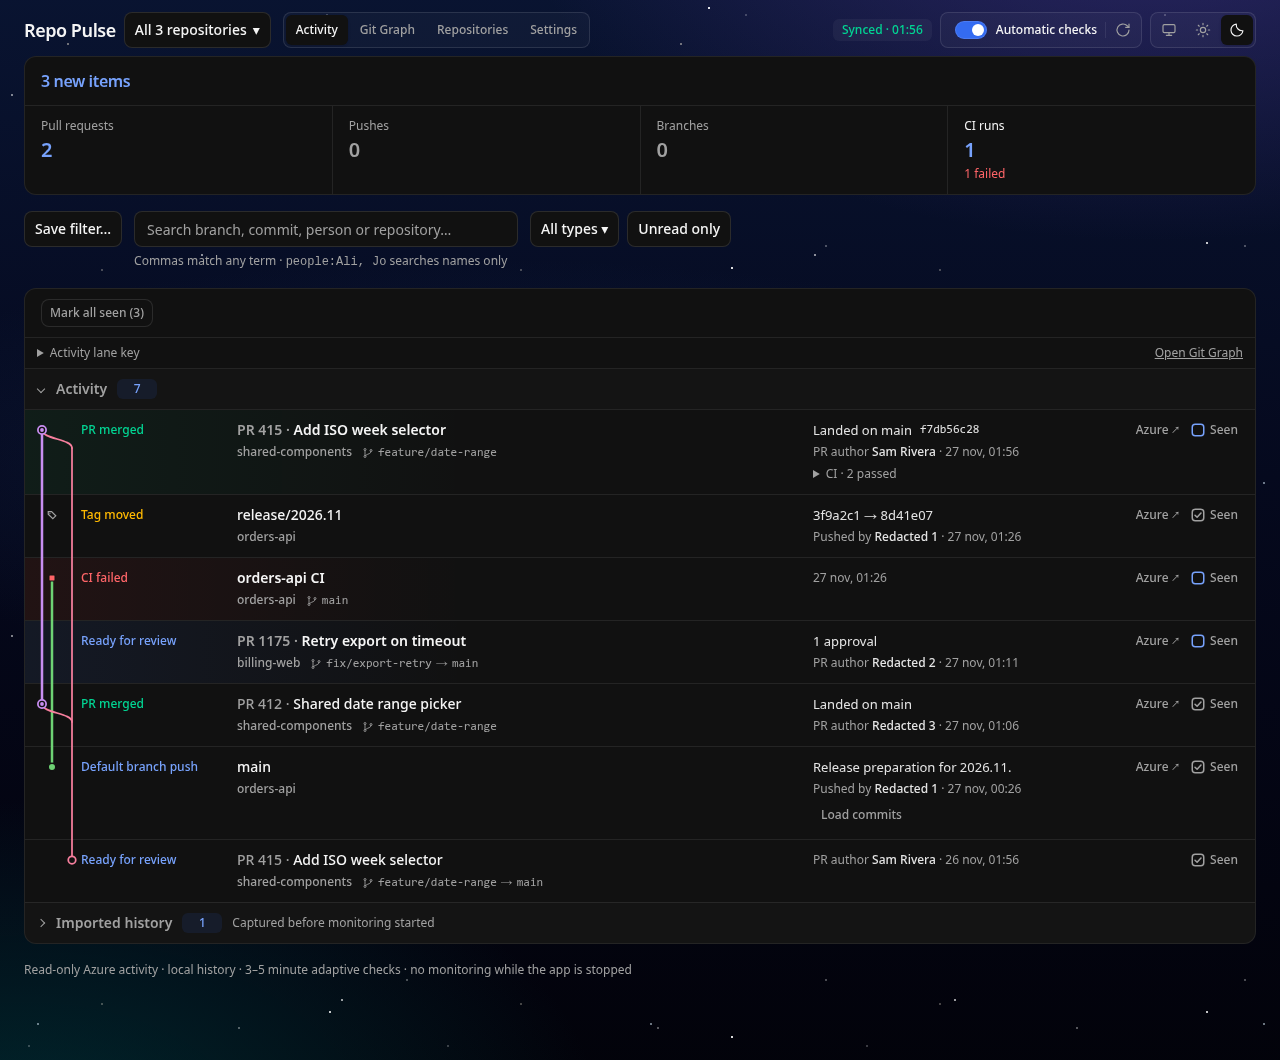 Repo Pulse
All 3 repositories ▾
Activity
Git Graph
Repositories
Settings
Synced · 01:56
Automatic checks
3 new items
Pull requests
2
Pushes
0
Branches
0
CI runs
1
1 failed
Save filter…
Search branch, commit, person or repository…
All types ▾
Unread only
Commas match any term · people:Ali, Jo searches names only
Mark all seen (3)
Activity lane key
Open Git Graph
Activity 7
PR merged
PR 415 · Add ISO week selector
shared-components feature/date-range
Landed on main f7db56c28
PR author Sam Rivera · 27 nov, 01:56
CI · 2 passed
Azure ↗ Seen
Tag moved
release/2026.11
orders-api
3f9a2c1 → 8d41e07
Pushed by Redacted 1 · 27 nov, 01:26
Azure ↗ Seen
CI failed
orders-api CI
orders-api main
27 nov, 01:26
Azure ↗ Seen
Ready for review
PR 1175 · Retry export on timeout
billing-web fix/export-retry → main
1 approval
PR author Redacted 2 · 27 nov, 01:11
Azure ↗ Seen
PR merged
PR 412 · Shared date range picker
shared-components feature/date-range
Landed on main
PR author Redacted 3 · 27 nov, 01:06
Azure ↗ Seen
Default branch push
main
orders-api
Release preparation for 2026.11.
Pushed by Redacted 1 · 27 nov, 00:26
Load commits
Azure ↗ Seen
Ready for review
PR 415 · Add ISO week selector
shared-components feature/date-range → main
PR author Sam Rivera · 26 nov, 01:56
Seen
Imported history 1 Captured before monitoring started
Read-only Azure activity · local history · 3–5 minute adaptive checks · no monitoring while the app is stopped